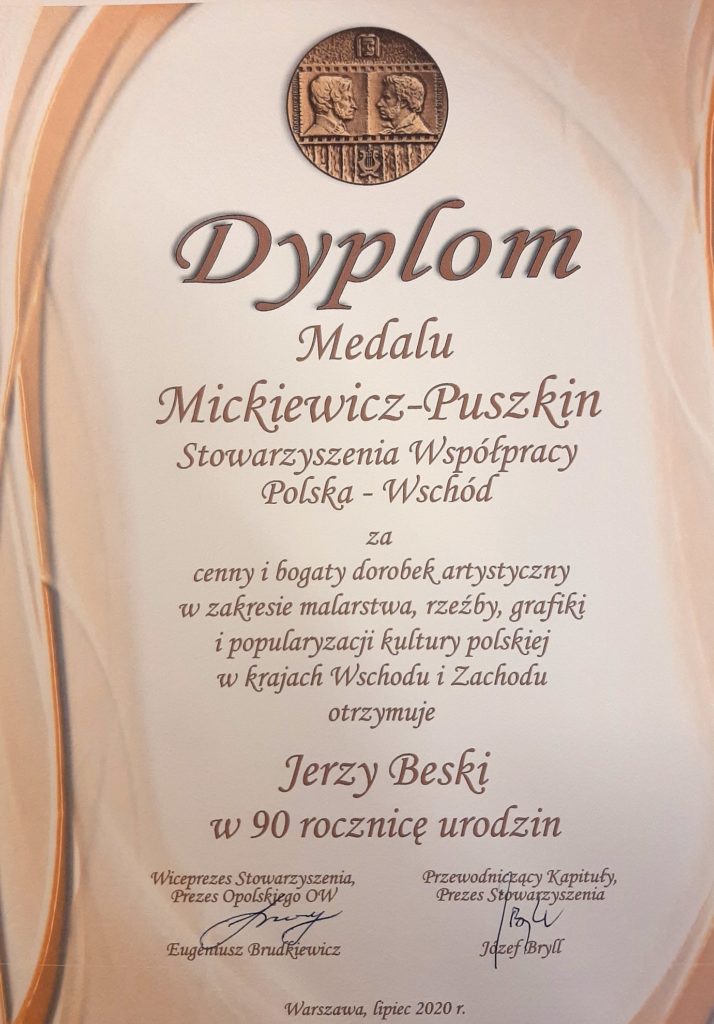 Dyplom
Medalu
Mickiewicz-Puszkin
Stowarzyszenia Współpracy
Polska - Wschód
za
cenny i bogaty dorobek artystyczny
w zakresie malarstwa, rzeźby, grafiki
i popularyzacji kultury polskiej
w krajach Wschodu i Zachodu
otrzymuje
Jerzy Beski
w 90 rocznicę urodzin
Wiceprezes Stowarzyszenia,
Prezes Opolskiego OW
Eugeniusz Brudkiewicz
Przewodniczący Kapituły,
Prezes Stowarzyszenia
Józef Bryll
Warszawa, lipiec 2020 r.